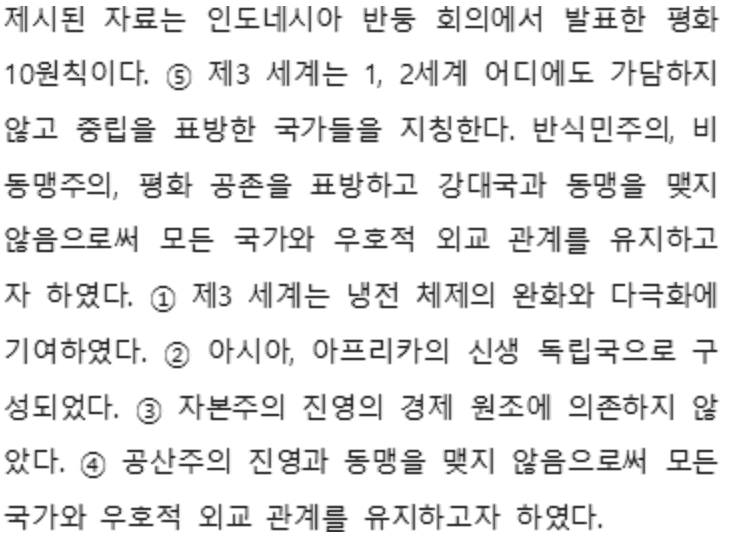 제시된 자료는 인도네시아 반둥 회의에서 발표한 평화
10원칙이다. ⑤ 제3 세계는 1, 2세계 어디에도 가담하지
않고 중립을 표방한 국가들을 지칭한다. 반식민주의, 비
동맹주의, 평화 공존을 표방하고 강대국과 동맹을 맺지
않음으로써 모든 국가와 우호적 외교 관계를 유지하고
자 하였다. ① 제3 세계는 냉전 체제의 완화와 다극화에
기여하였다. ② 아시아, 아프리카의 신생 독립국으로 구
성되었다. ③ 자본주의 진영의 경제 원조에 의존하지 않
았다. ④ 공산주의 진영과 동맹을 맺지 않음으로써 모든
국가와 우호적 외교 관계를 유지하고자 하였다.